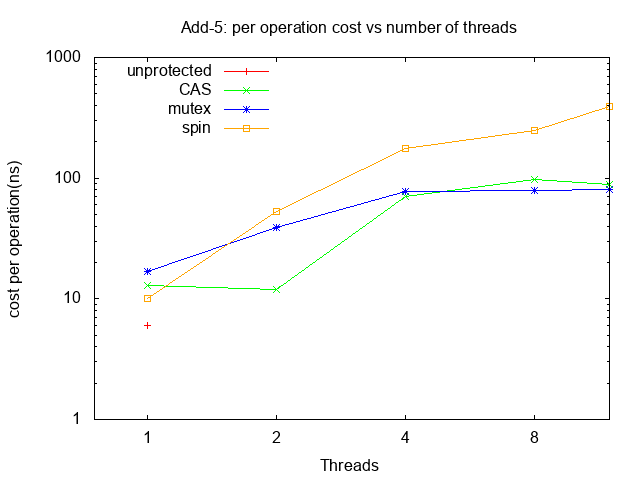 Add-5: per operation cost vs number of threads
1000
unprotected
CAS
mutex
spin
100
10
1
cost per operation(ns)
1 2 4 8
Threads